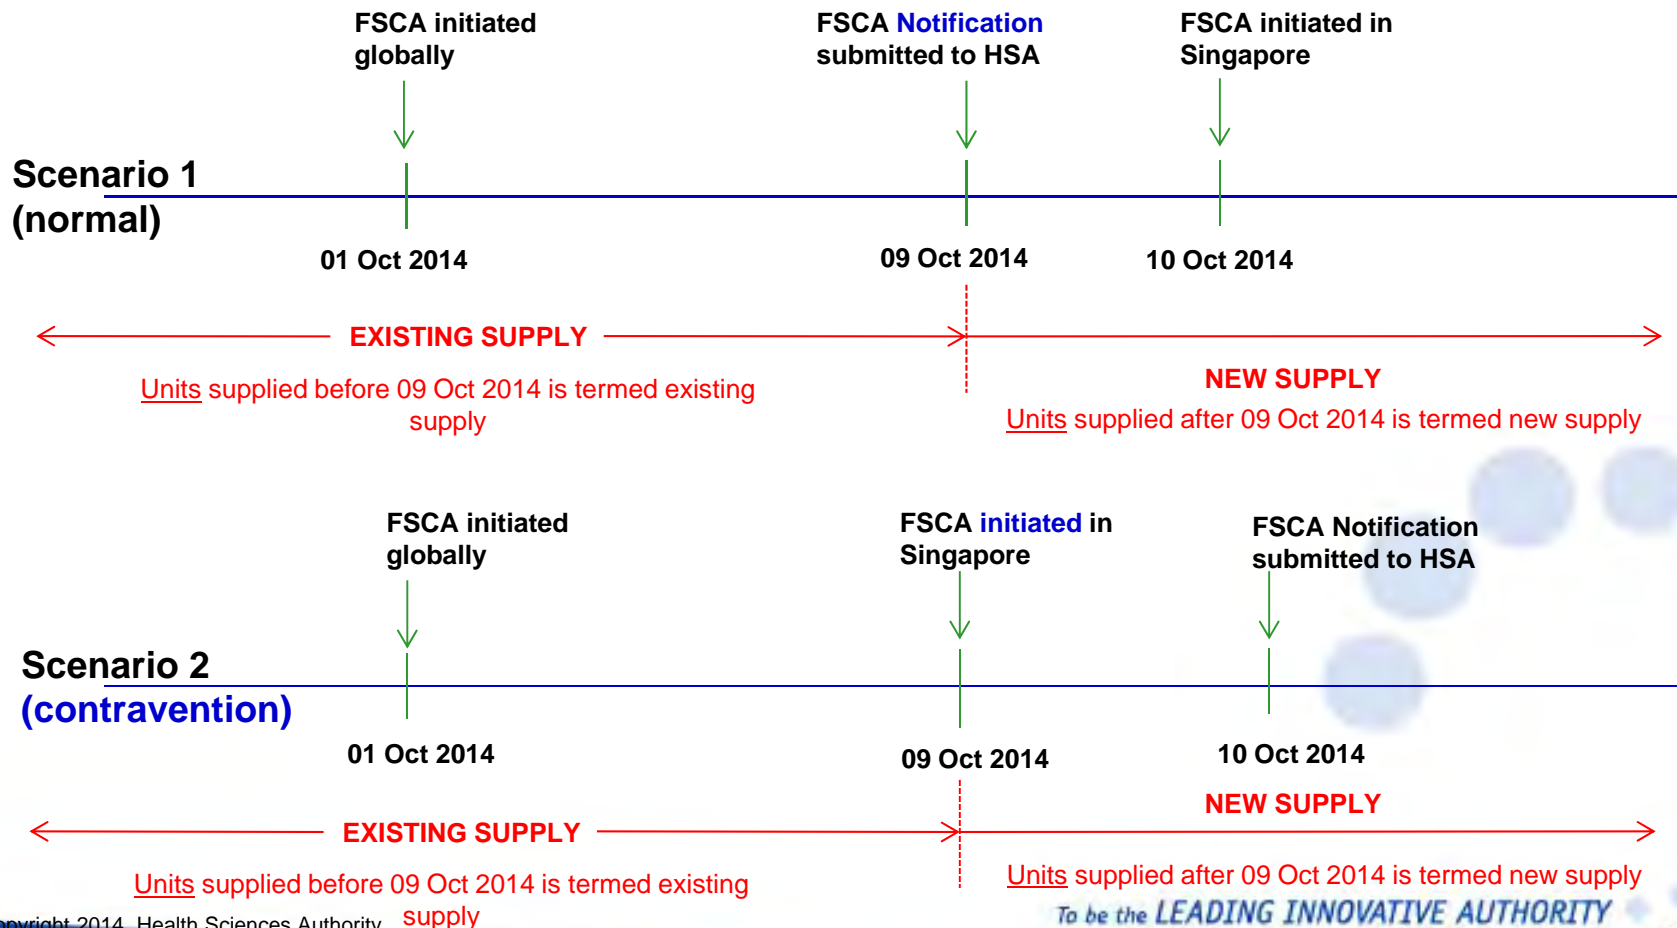 FSCA initiated
globally
FSCA Notification
submitted to HSA
FSCA initiated in
Singapore
Scenario 1
(normal)
01 Oct 2014
09 Oct 2014
10 Oct 2014
EXISTING SUPPLY
Units supplied before 09 Oct 2014 is termed existing
supply
NEW SUPPLY
Units supplied after 09 Oct 2014 is termed new supply
FSCA initiated
globally
FSCA initiated in
Singapore
FSCA Notification
submitted to HSA
Scenario 2
(contravention)
01 Oct 2014
09 Oct 2014
10 Oct 2014
EXISTING SUPPLY
Units supplied before 09 Oct 2014 is termed existing
supply
NEW SUPPLY
Units supplied after 09 Oct 2014 is termed new supply
opyright 2014 Health Sciences Authority
To be the LEADING INNOVATIVE AUTHORITY